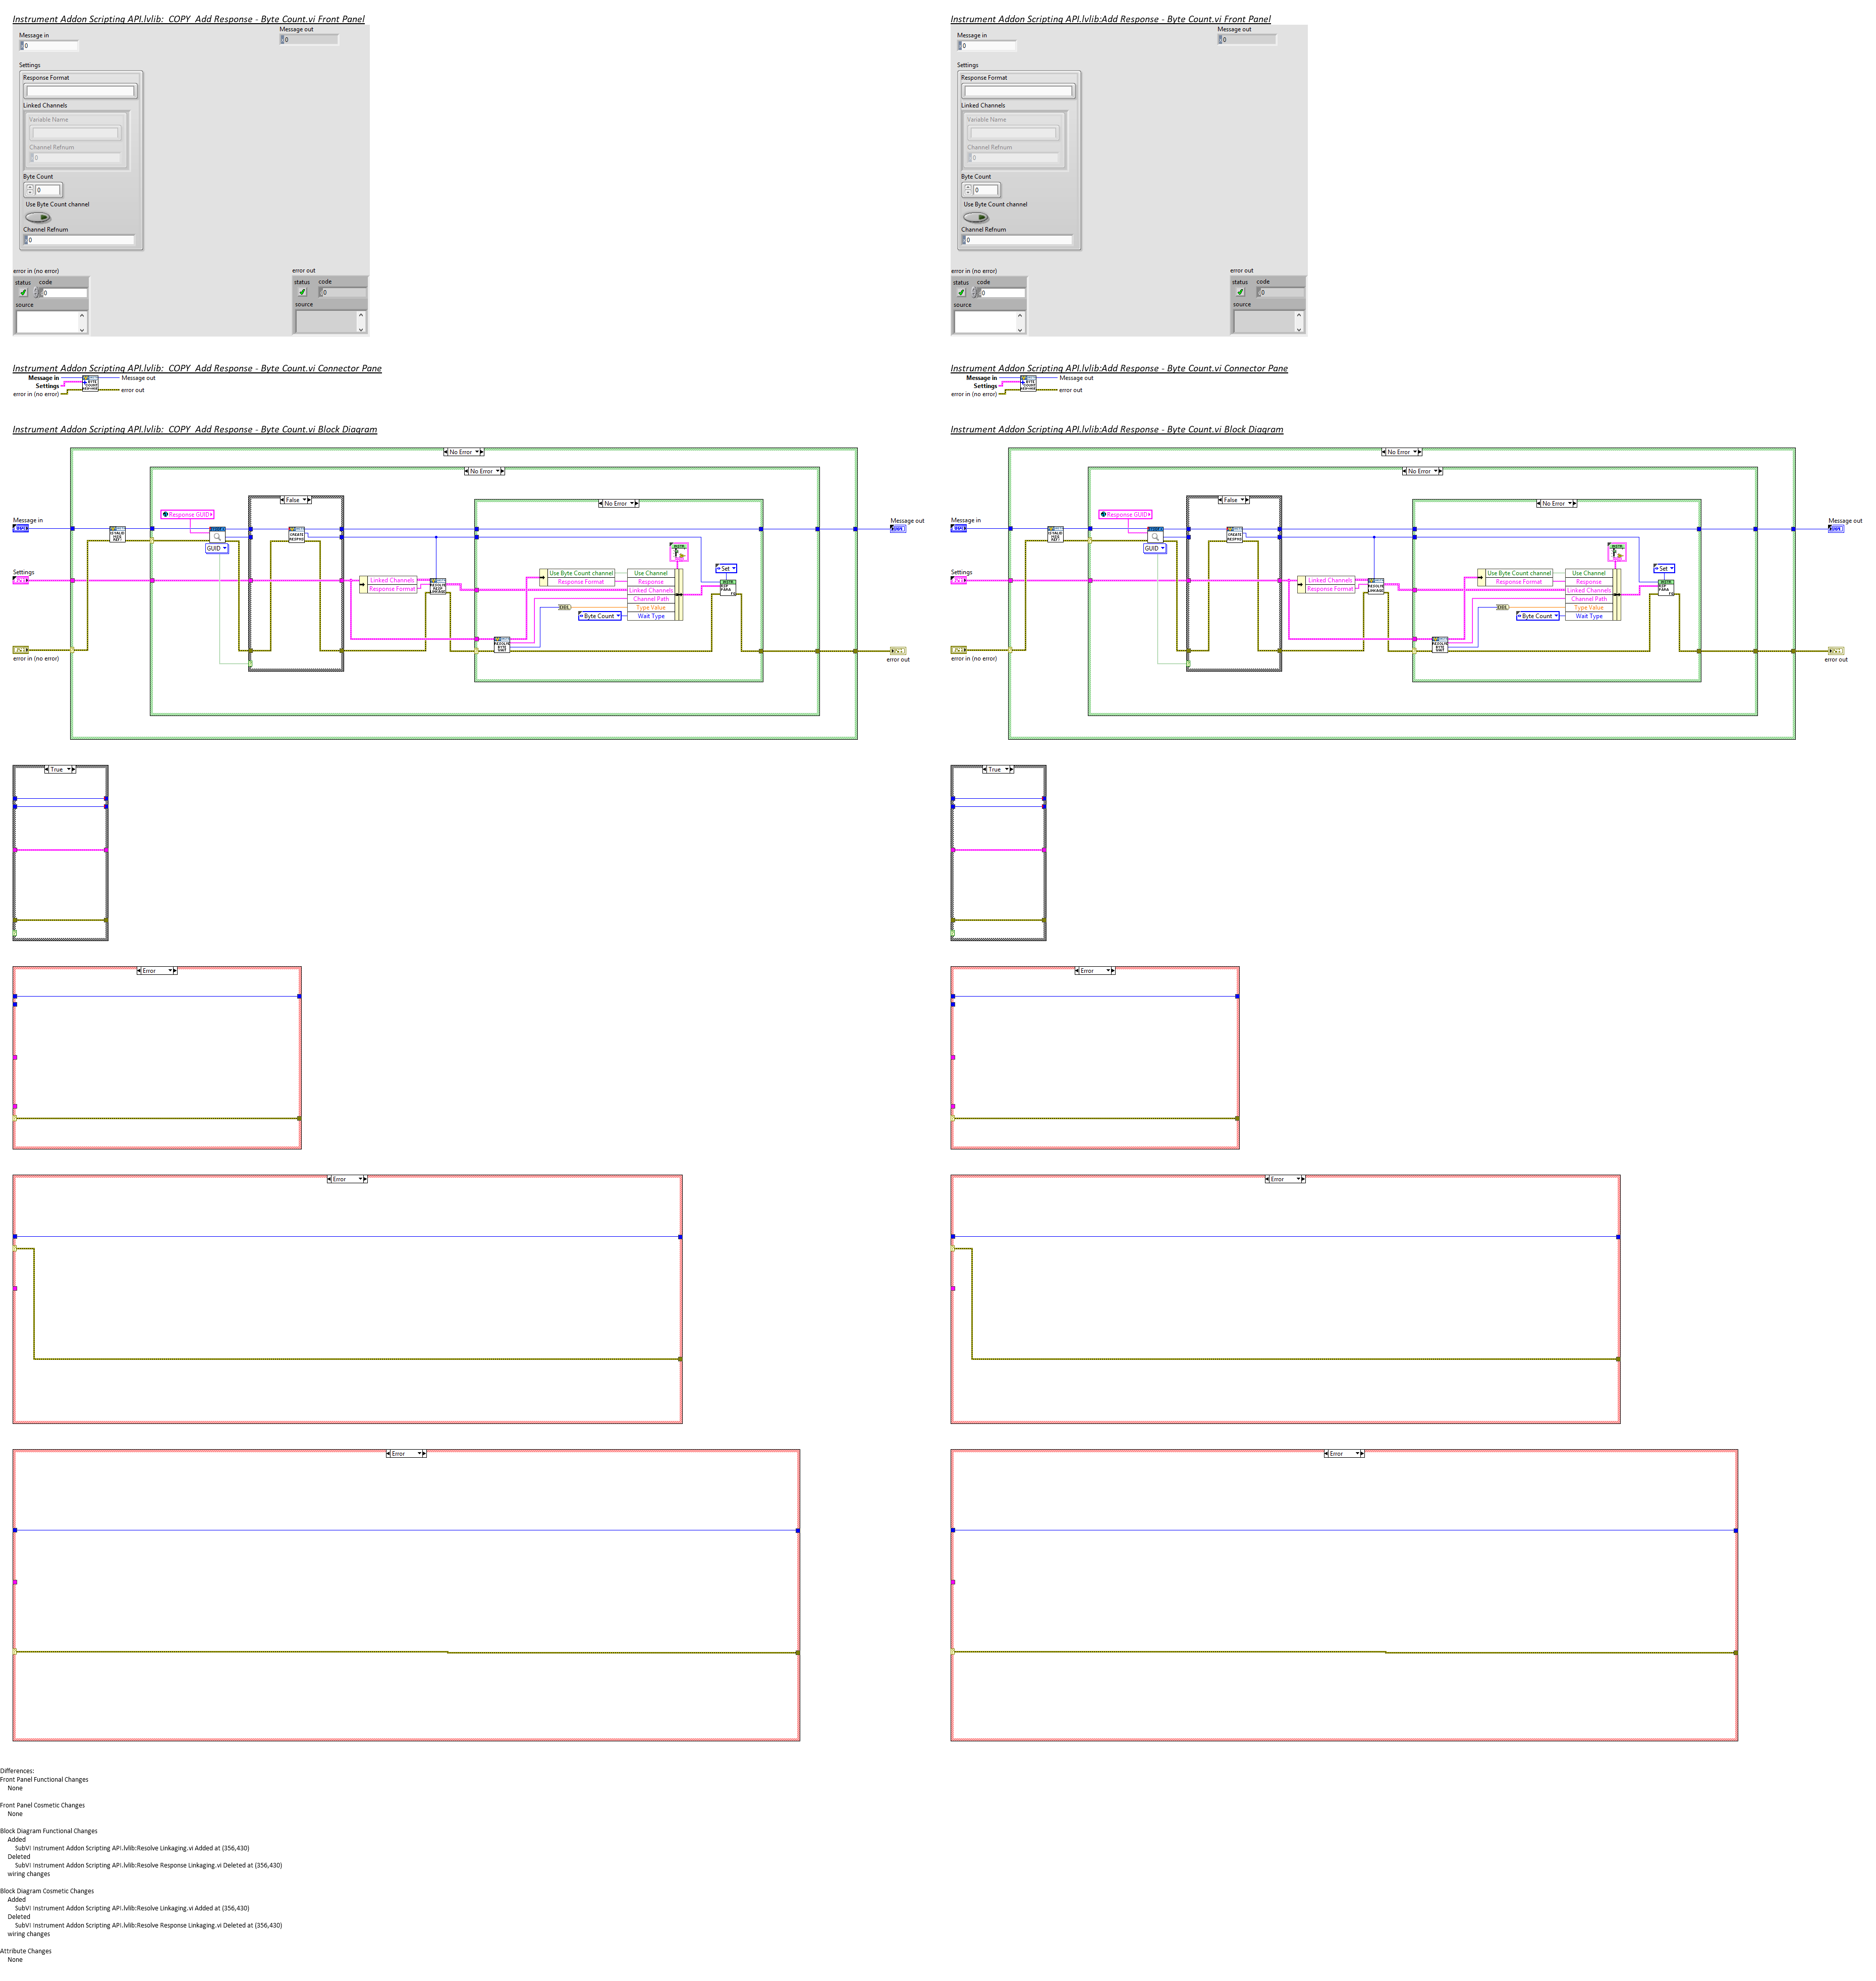 Instrument Addon Scripting API.lvlib:_COPY_Add Response - Byte Count.vi Front Panel
Message in
0
Message out
0
Settings
Response Format
Linked Channels
Variable Name
Channel Refnum
0
Byte Count
0
Use Byte Count channel
Channel Refnum
0
error in (no error)
status code
0
source
error out
status code
0
source
Instrument Addon Scripting API.lvlib:Add Response - Byte Count.vi Front Panel
Message in
0
Message out
0
Settings
Response Format
Linked Channels
Variable Name
Channel Refnum
0
Byte Count
0
Use Byte Count channel
Channel Refnum
0
error in (no error)
status code
0
source
error out
status code
0
source
Instrument Addon Scripting API.lvlib:_COPY_Add Response - Byte Count.vi Connector Pane
Message in
Settings
error in (no error)
Message out
error out
Instrument Addon Scripting API.lvlib:Add Response - Byte Count.vi Connector Pane
Message in
Settings
error in (no error)
Message out
error out
Instrument Addon Scripting API.lvlib:_COPY_Add Response - Byte Count.vi Block Diagram
No Error
No Error
False
No Error
Response GUID
Message in
GUID
Settings
Linked Channels
Response Format
Use Byte Count channel
Response Format
Use Channel
Response
Linked Channels
Channel Path
Type Value
Wait Type
DBL
Byte Count
Set
Message out
error in (no error)
error out
Instrument Addon Scripting API.lvlib:Add Response - Byte Count.vi Block Diagram
No Error
No Error
False
No Error
Response GUID
Message in
GUID
Settings
Linked Channels
Response Format
Use Byte Count channel
Response Format
Use Channel
Response
Linked Channels
Channel Path
Type Value
Wait Type
DBL
Byte Count
Set
Message out
error in (no error)
error out
True
True
Error
Error
Error
Error
Error
Error
Differences:
Front Panel Functional Changes
None
Front Panel Cosmetic Changes
None
Block Diagram Functional Changes
Added
SubVI Instrument Addon Scripting API.lvlib:Resolve Linkaging.vi Added at (356,430)
Deleted
SubVI Instrument Addon Scripting API.lvlib:Resolve Response Linkaging.vi Deleted at (356,430)
wiring changes
Block Diagram Cosmetic Changes
Added
SubVI Instrument Addon Scripting API.lvlib:Resolve Linkaging.vi Added at (356,430)
Deleted
SubVI Instrument Addon Scripting API.lvlib:Resolve Response Linkaging.vi Deleted at (356,430)
wiring changes
Attribute Changes
None